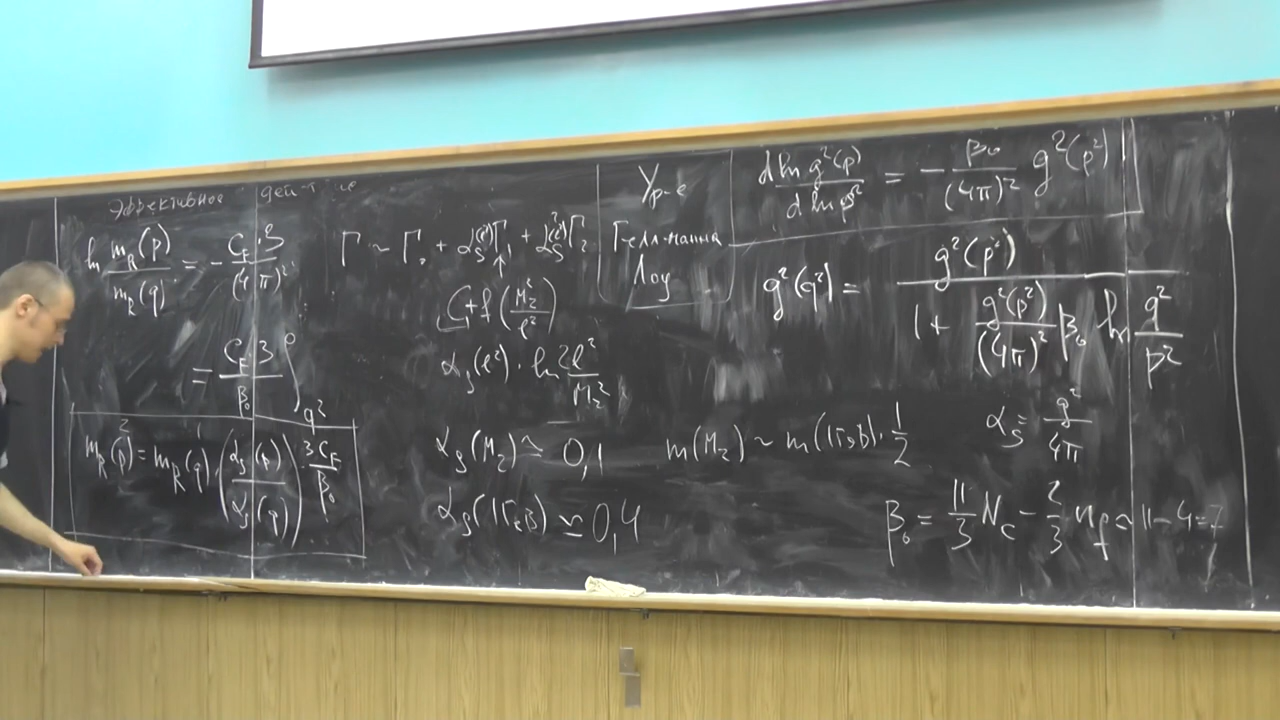 Эффективное
ln m_R(p) / m_R(q) = - C_F · 3 / (4π)²
= C_F 3 / β₀
m_R(p) = m_R(q) · (α_s(p) / α_s(q)) ^ 3C_F / β₀
Γ ~ Γ₀ + α_s(ℓ²)Γ₁ + α_s²(ℓ²)Γ₂
C + f (M_Z² / ℓ²)
α_s(ℓ²) · ln² ℓ² / M_Z²
α_s(M_Z) ≃ 0,1
α_s(1ГэВ) ≃ 0,4
Ур-е
Гелл-манна
Лоу
d ln g²(p) / d ln p² = - β₀ / (4π)² g²(p²)
g²(q²) = g²(p²) / 1 + g²(p²) / (4π)² β₀ ln q² / p²
α_s = g² / 4π
m(M_Z) ~ m(1ГэВ) · 1/2
β₀ = 11/3 N_c - 2/3 n_f ≈ 11 - 4 = 7